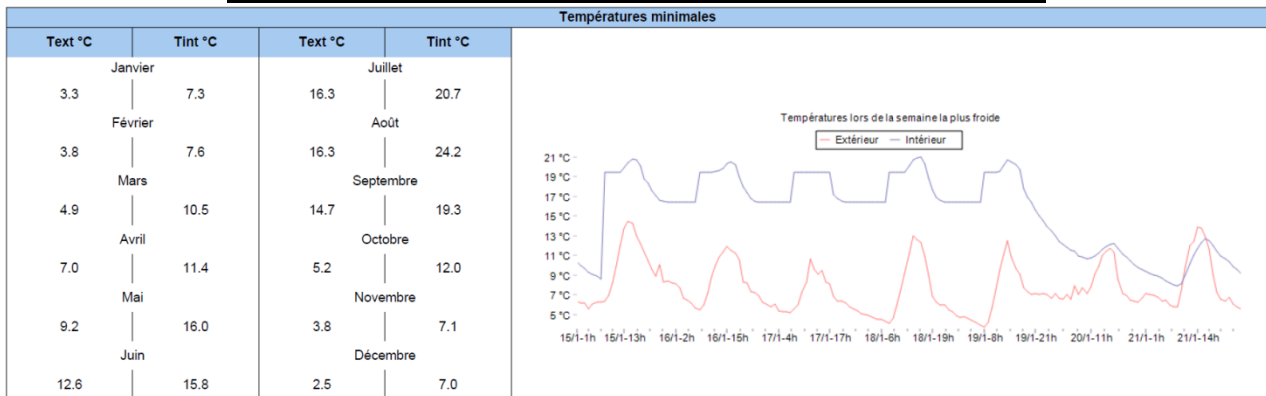 Températures minimales
Text °C Tint °C Text °C Tint °C
Janvier Juillet
3.3 7.3 16.3 20.7
Février Août
3.8 7.6 16.3 24.2
Mars Septembre
4.9 10.5 14.7 19.3
Avril Octobre
7.0 11.4 5.2 12.0
Mai Novembre
9.2 16.0 3.8 7.1
Juin Décembre
12.6 15.8 2.5 7.0
Températures lors de la semaine la plus froide
Extérieur Intérieur
21 °C
19 °C
17 °C
15 °C
13 °C
11 °C
9 °C
7 °C
5 °C
15/1-1h 15/1-13h 16/1-2h 16/1-15h 17/1-4h 17/1-17h 18/1-6h 18/1-19h 19/1-8h 19/1-21h 20/1-11h 21/1-1h 21/1-14h